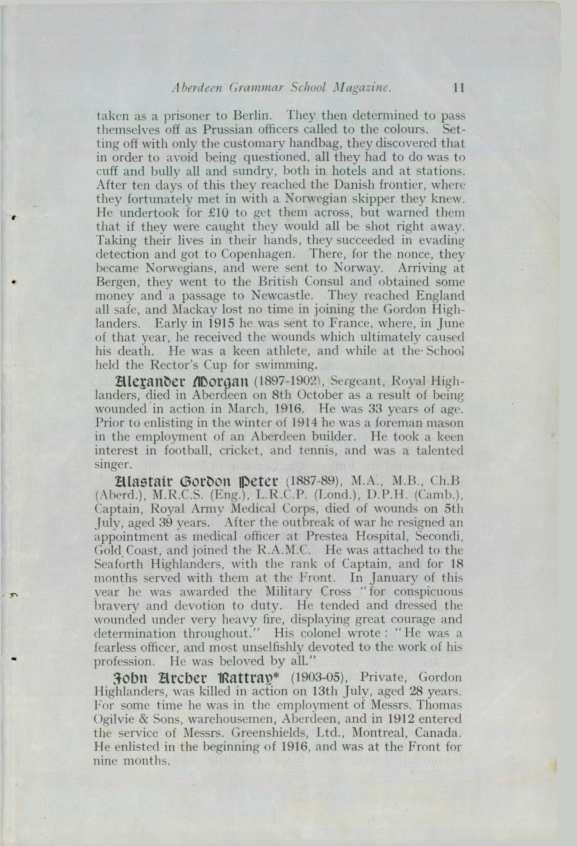 Aberdeen Grammar School Magazine. 11
taken as a prisoner to Berlin. They then determined to pass
themselves off as Prussian officers called to the colours. Set-
ting off with only the customary handbag, they discovered that
in order to avoid being questioned, all they had to do was to
cuff and bully all and sundry, both in hotels and at stations.
After ten days of this they reached the Danish frontier, where
they fortunately met in with a Norwegian skipper they knew.
He undertook for £10 to get them across, but warned them
that if they were caught they would all be shot right away.
Taking their lives in their hands, they succeeded in evading
detection and got to Copenhagen. There, for the nonce, they
became Norwegians, and were sent to Norway. Arriving at
Bergen, they went to the British Consul and obtained some
money and a passage to Newcastle. They reached England
all safe, and Mackay lost no time in joining the Gordon High-
landers. Early in 1915 he was sent to France, where, in June
of that year, he received the wounds which ultimately caused
his death. He was a keen athlete, and while at the School
held the Rector's Cup for swimming.
Alexander Morgan (1897-1902), Sergeant, Royal High-
landers, died in Aberdeen on 8th October as a result of being
wounded in action in March, 1916. He was 33 years of age.
Prior to enlisting in the winter of 1914 he was a foreman mason
in the employment of an Aberdeen builder. He took a keen
interest in football, cricket, and tennis, and was a talented
singer.
Alastair Gordon Peter (1887-89), M.A., M.B., Ch.B
(Aberd.), M.R.C.S. (Eng.), L.R.C.P. (Lond.), D.P.H. (Camb.),
Captain, Royal Army Medical Corps, died of wounds on 5th
July, aged 39 years. After the outbreak of war he resigned an
appointment as medical officer at Prestea Hospital, Secondi,
Gold Coast, and joined the R.A.M.C. He was attached to the
Seaforth Highlanders, with the rank of Captain, and for 18
months served with them at the Front. In January of this
year he was awarded the Military Cross "for conspicuous
bravery and devotion to duty. He tended and dressed the
wounded under very heavy fire, displaying great courage and
determination throughout." His colonel wrote : "He was a
fearless officer, and most unselfishly devoted to the work of his
profession. He was beloved by all."
John Archer Rattray* (1903-05), Private, Gordon
Highlanders, was killed in action on 13th July, aged 28 years.
For some time he was in the employment of Messrs. Thomas
Ogilvie & Sons, warehousemen, Aberdeen, and in 1912 entered
the service of Messrs. Greenshields, Ltd., Montreal, Canada.
He enlisted in the beginning of 1916, and was at the Front for
nine months.